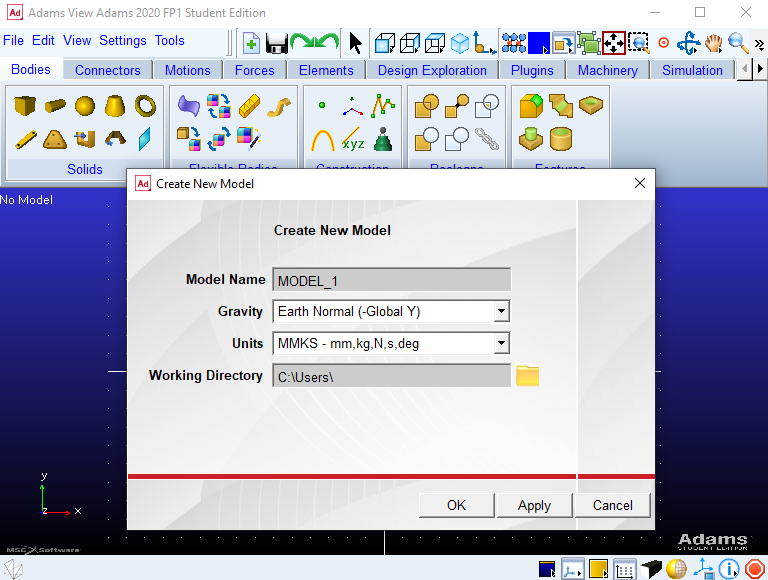 Ad Adams View Adams 2020 FP1 Student Edition
File Edit View Settings Tools
Bodies Connectors Motions Forces Elements Design Exploration Plugins Machinery Simulation
xyz
Solids Flexible Bodies Construction Booleans Features
No Model
Ad Create New Model
Create New Model
Model Name MODEL_1
Gravity Earth Normal (-Global Y)
Units MMKS - mm,kg,N,s,deg
Working Directory C:\Users\
OK Apply Cancel
y
z x
MSC Software
Adams
STUDENT EDITION